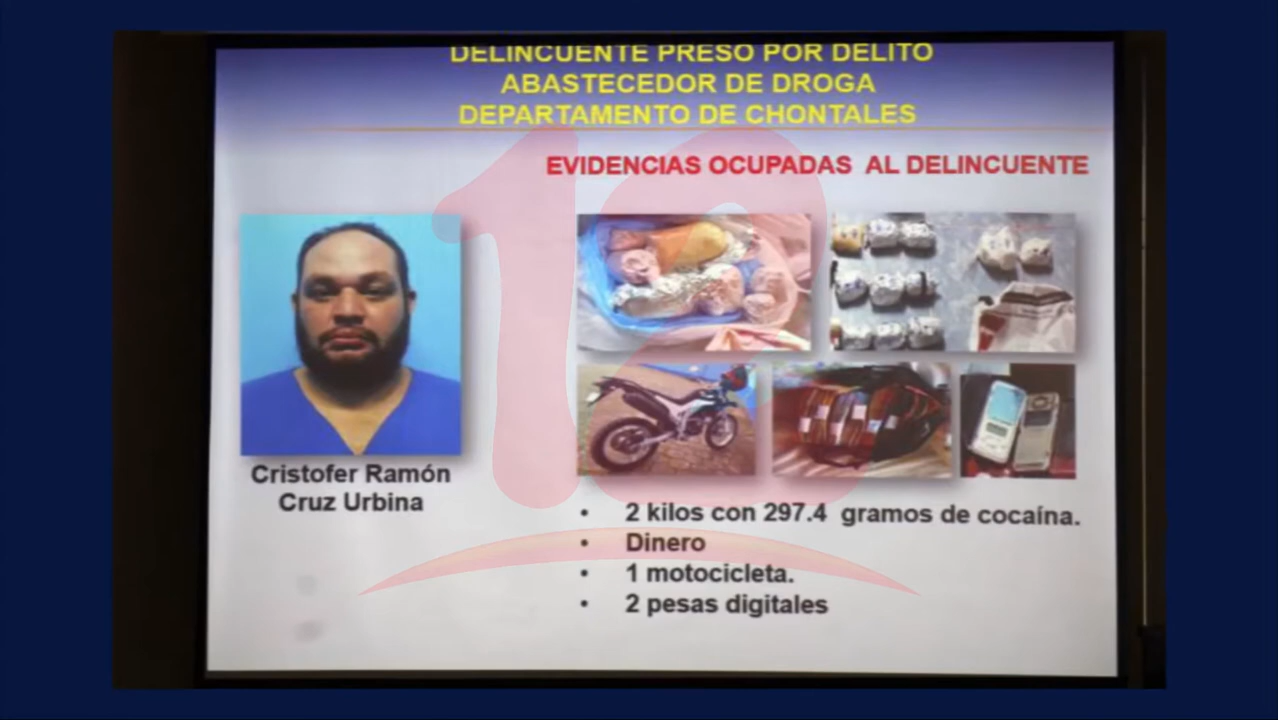 DELINCUENTE PRESO POR DELITO
ABASTECEDOR DE DROGA
DEPARTAMENTO DE CHONTALES
EVIDENCIAS OCUPADAS AL DELINCUENTE
Cristofer Ramón
Cruz Urbina
12
• 2 kilos con 297.4 gramos de cocaína.
• Dinero
• 1 motocicleta.
• 2 pesas digitales